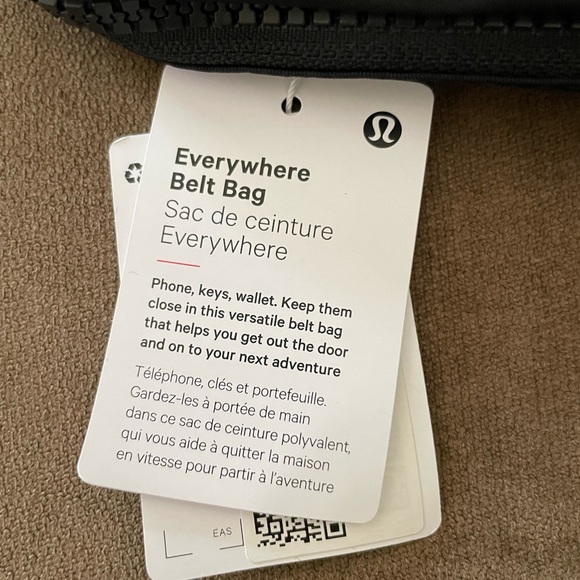 Everywhere
Belt Bag
Sac de ceinture
Everywhere
Phone, keys, wallet. Keep them
close in this versatile belt bag
that helps you get out the door
and on to your next adventure
Téléphone, clés et portefeuille.
Gardez-les à portée de main
dans ce sac de ceinture polyvalent,
qui vous aide à quitter la maison
en vitesse pour partir à l'aventure
EAS